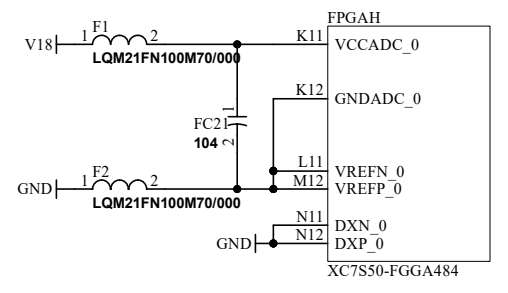 FPGAH
F1
V18 1 2 K11 VCCADC_0
LQM21FN100M70/000
K12 GNDADC_0
1
FC21
104 2
L11 VREFN_0
F2
GND 1 2 M12 VREFP_0
LQM21FN100M70/000
N11 DXN_0
GND N12 DXP_0
XC7S50-FGGA484